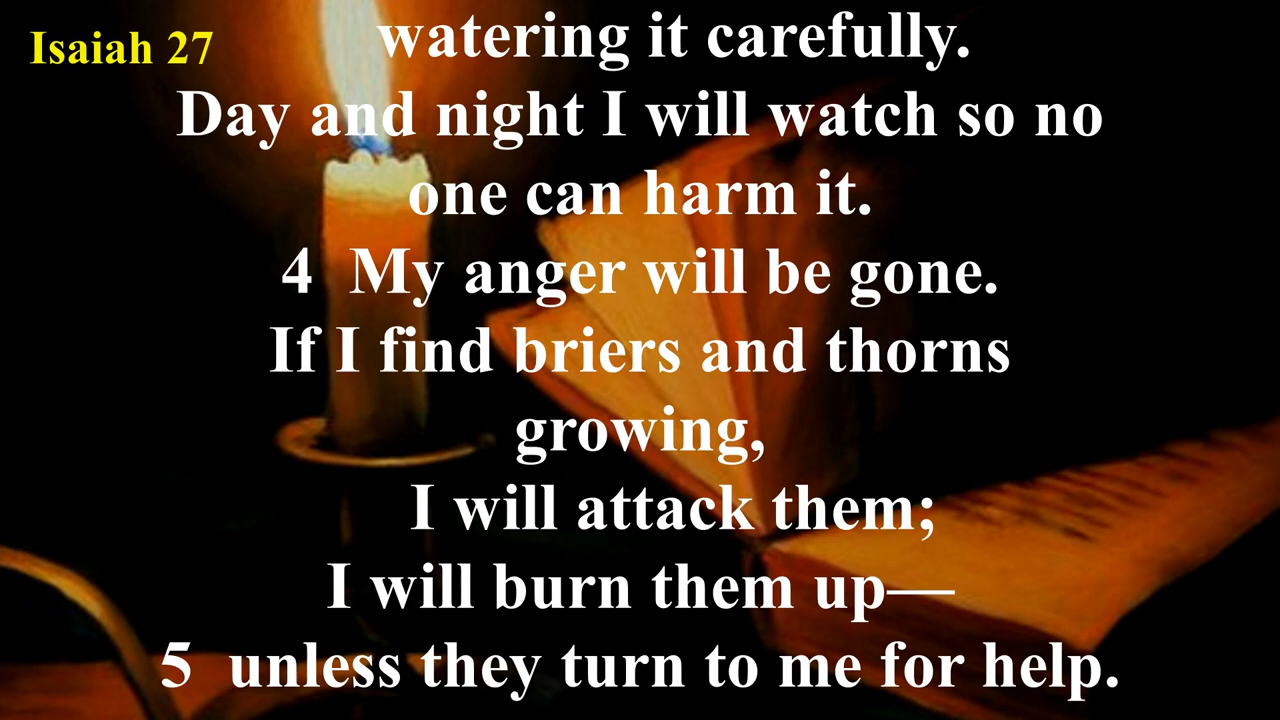 Isaiah 27
watering it carefully.
Day and night I will watch so no
one can harm it.
4 My anger will be gone.
If I find briers and thorns
growing,
I will attack them;
I will burn them up—
5 unless they turn to me for help.